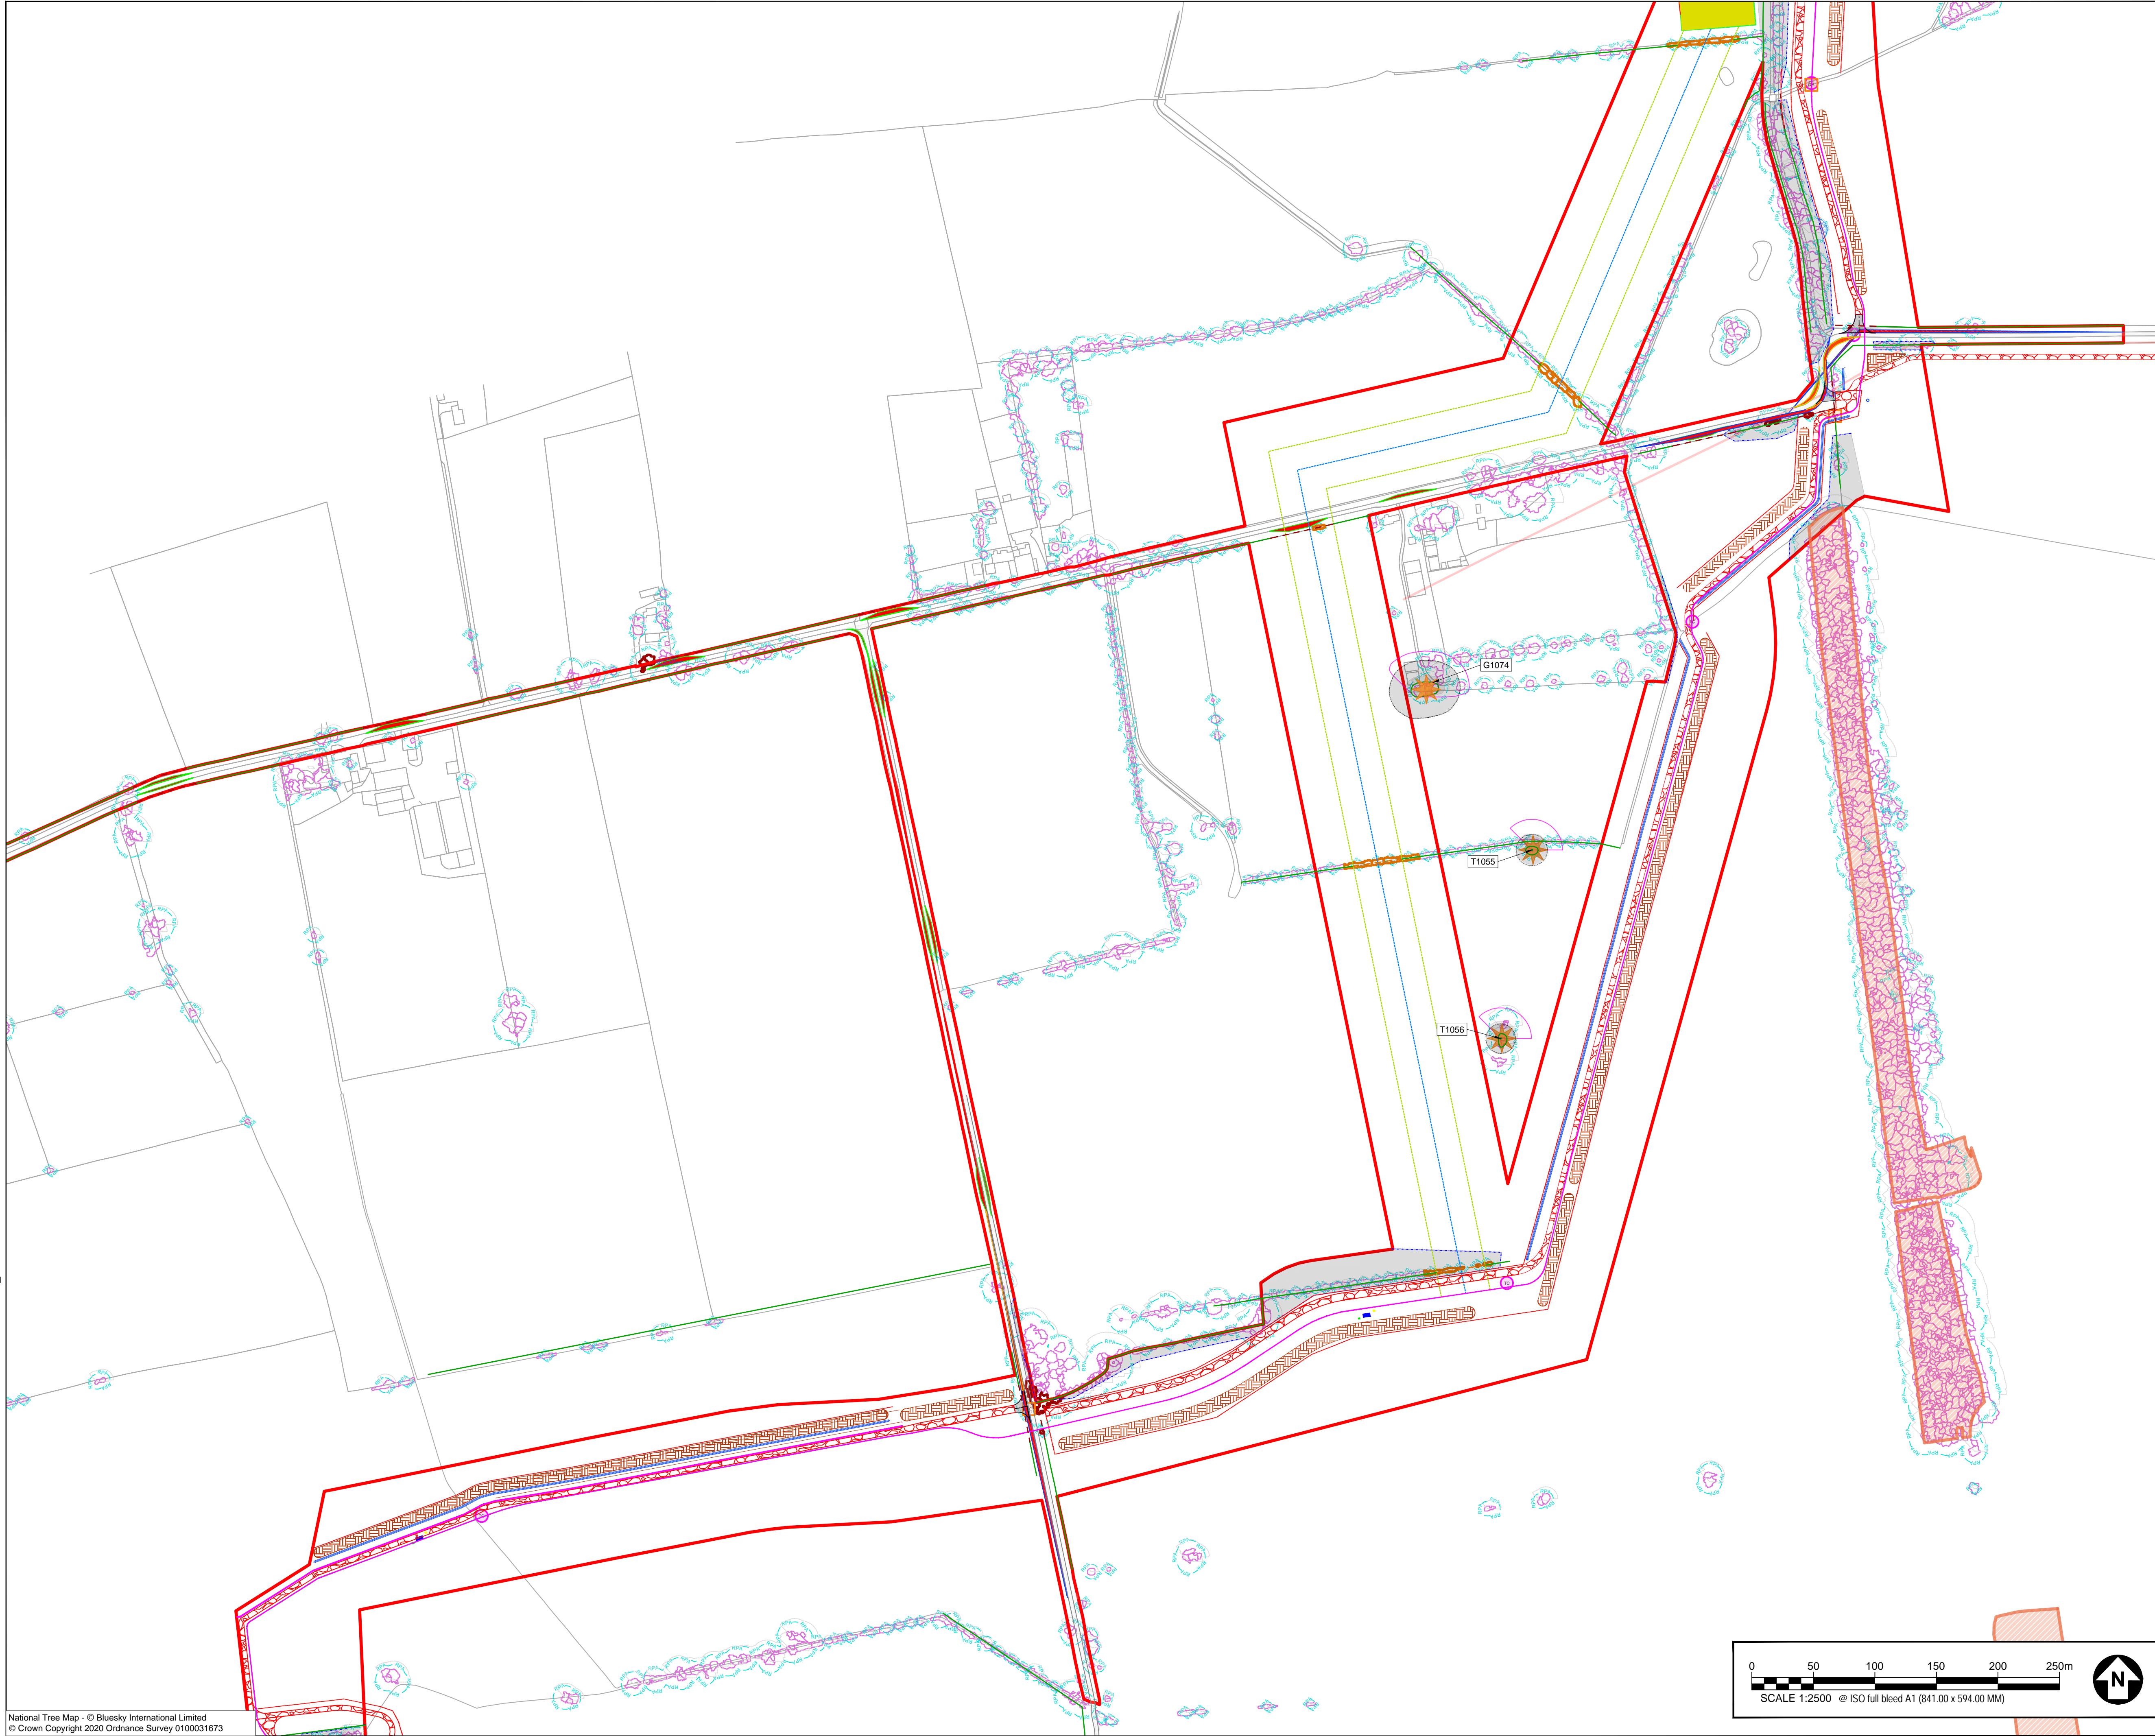 G1074
T1055
T1056
TC
0 50 100 150 200 250m
SCALE 1:2500 @ ISO full bleed A1 (841.00 x 594.00 MM)
N
National Tree Map - © Bluesky International Limited
© Crown Copyright 2020 Ordnance Survey 0100031673